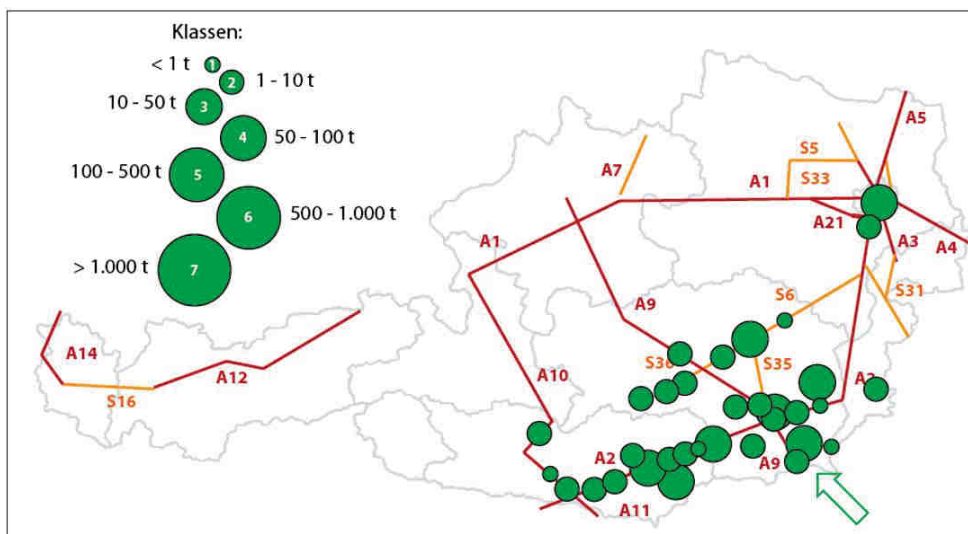 Klassen:
< 1 t
1
2
1 - 10 t
10 - 50 t
3
4
50 - 100 t
100 - 500 t
5
6
500 - 1.000 t
> 1.000 t
7
A5
S5
A7
A1
S33
A21
A1
A3
A4
S6
S31
A9
A14
S36
S35
A12
A10
A2
S16
A2
A9
A11